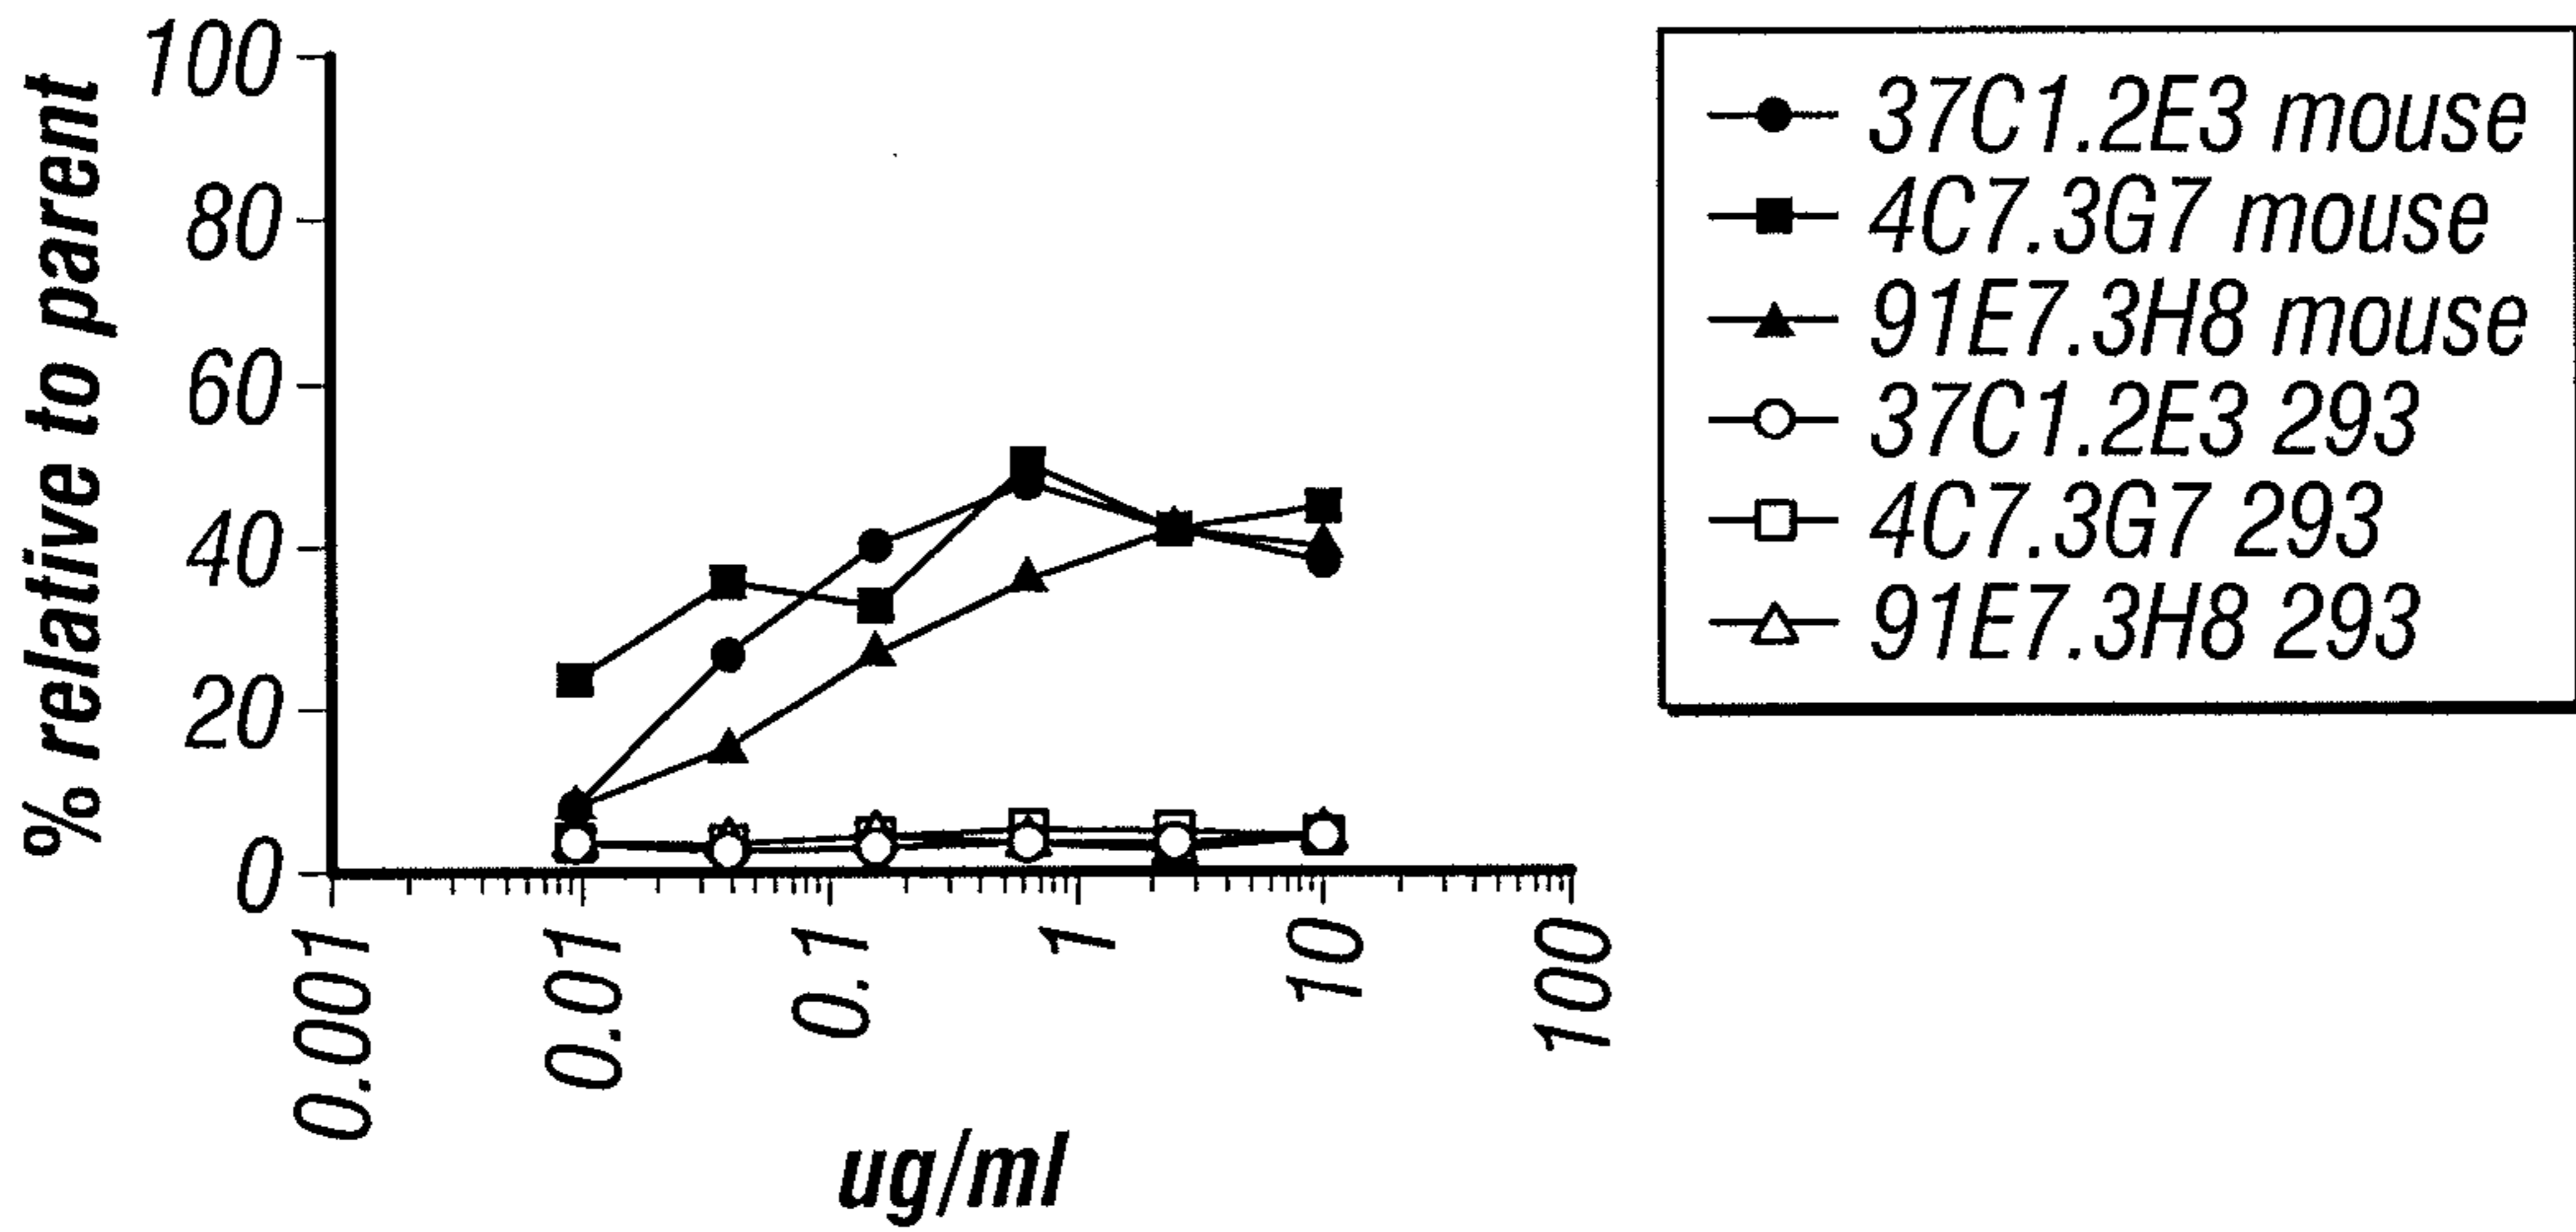 % relative to parent
100
80
60
40
20
0
0.001
0.01
0.1
1
10
100
ug/ml
37C1.2E3 mouse
4C7.3G7 mouse
91E7.3H8 mouse
37C1.2E3 293
4C7.3G7 293
91E7.3H8 293